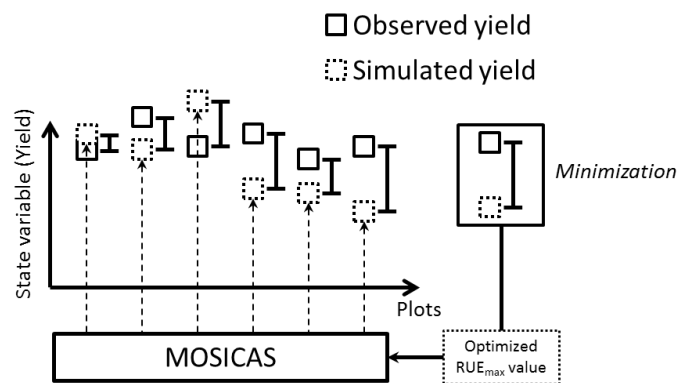 Observed yield
Simulated yield
State variable (Yield)
Minimization
Plots
MOSICAS
Optimized
RUEmax value